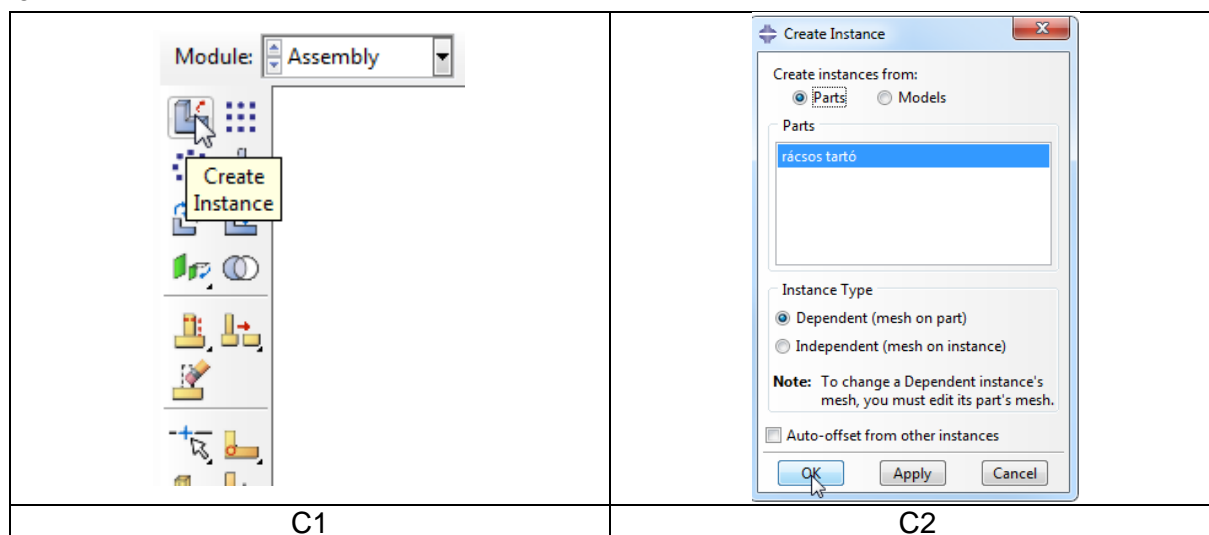 Module: Assembly
Create
Instance
C1
Create Instance
Create instances from:
Parts Models
Parts
rácsos tartó
Instance Type
Dependent (mesh on part)
Independent (mesh on instance)
Note: To change a Dependent instance's
mesh, you must edit its part's mesh.
Auto-offset from other instances
OK Apply Cancel
C2